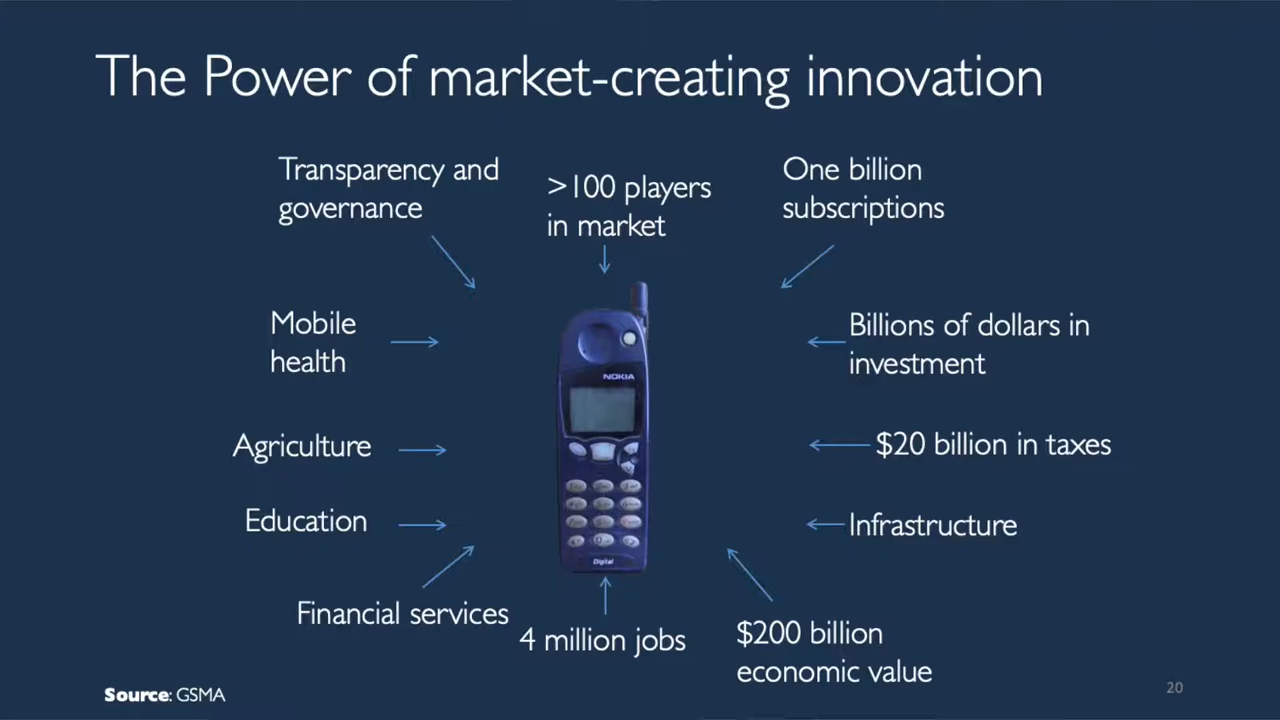 The Power of market-creating innovation
Transparency and
governance
>100 players
in market
One billion
subscriptions
Mobile
health
Billions of dollars in
investment
NOKIA
Agriculture
$20 billion in taxes
Education
Infrastructure
Digital
Financial services
4 million jobs
$200 billion
economic value
Source: GSMA
20